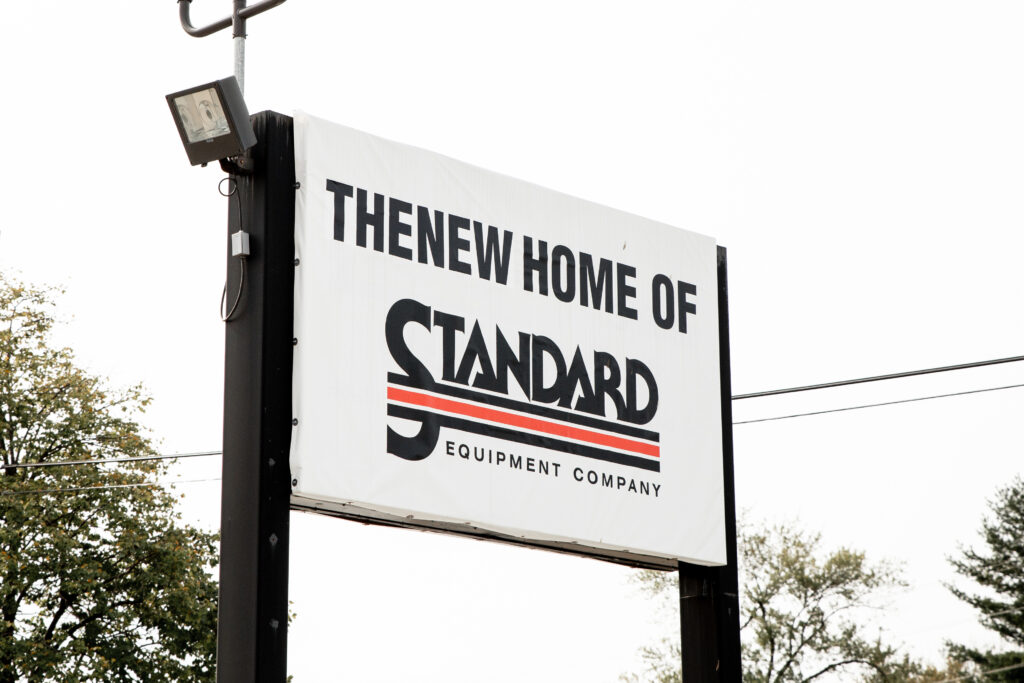 THENEW HOME OF
STANDARD
EQUIPMENT COMPANY